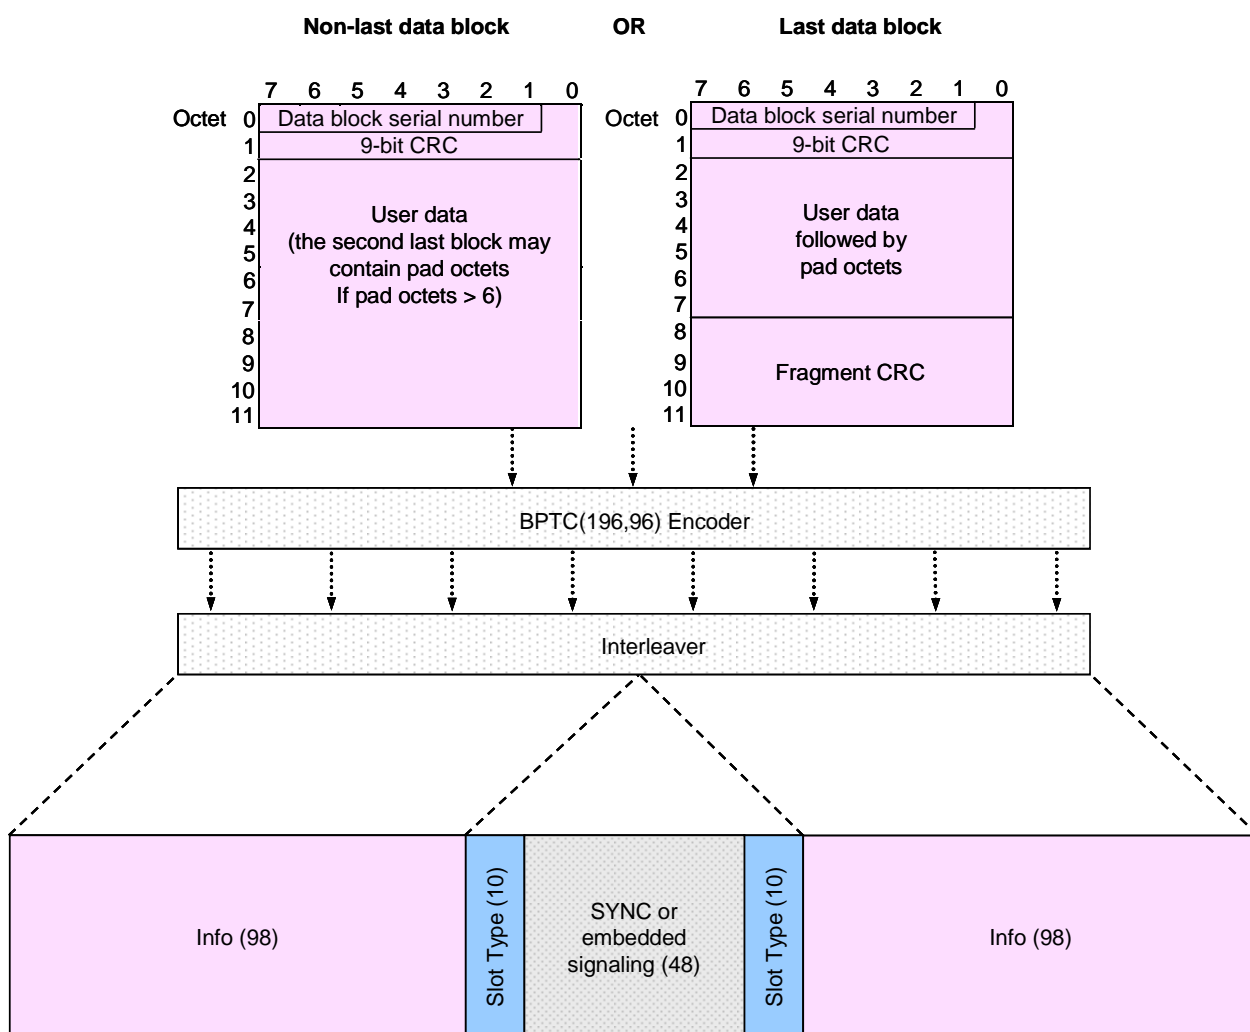 Non-last data block OR Last data block
7 6 5 4 3 2 1 0
7 6 5 4 3 2 1 0
Octet 0 Data block serial number
1 9-bit CRC
2
3
4
5
6
7
8
9
10
11
User data
(the second last block may
contain pad octets
If pad octets > 6)
Octet 0 Data block serial number
1 9-bit CRC
2
3
4
5
6
7
8
9
10
11
User data
followed by
pad octets
Fragment CRC
BPTC(196,96) Encoder
Interleaver
Info (98)
Slot Type (10)
SYNC or
embedded
signaling (48)
Slot Type (10)
Info (98)